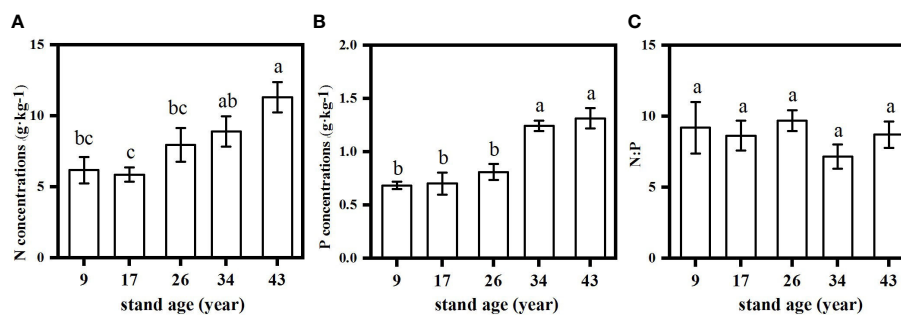 A
B
C
N concentrations (g·kg-1)
15
10
5
0
bc
c
bc
ab
a
9 17 26 34 43
stand age (year)
P concentrations (g·kg-1)
2.0
1.5
1.0
0.5
0.0
b
b
b
a
a
9 17 26 34 43
stand age (year)
N:P
15
10
5
0
a
a
a
a
a
9 17 26 34 43
stand age (year)